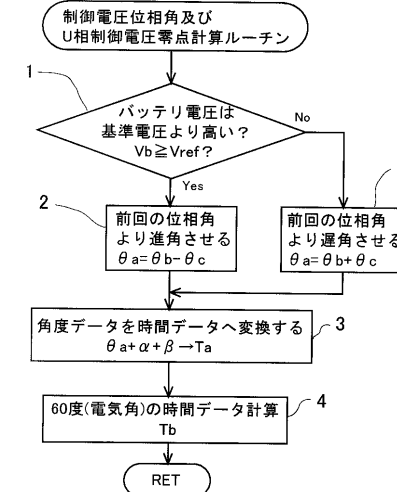 制御電圧位相角及び
U相制御電圧零点計算ルーチン
1
バッテリ電圧は
基準電圧より高い?
Vb≧Vref?
No
Yes
2
前回の位相角
より進角させる
θa=θb-θc
前回の位相角
より遅角させる
θa=θb+θc
角度データを時間データへ変換する
θa+α+β→Ta
3
60度(電気角)の時間データ計算
Tb
4
RET